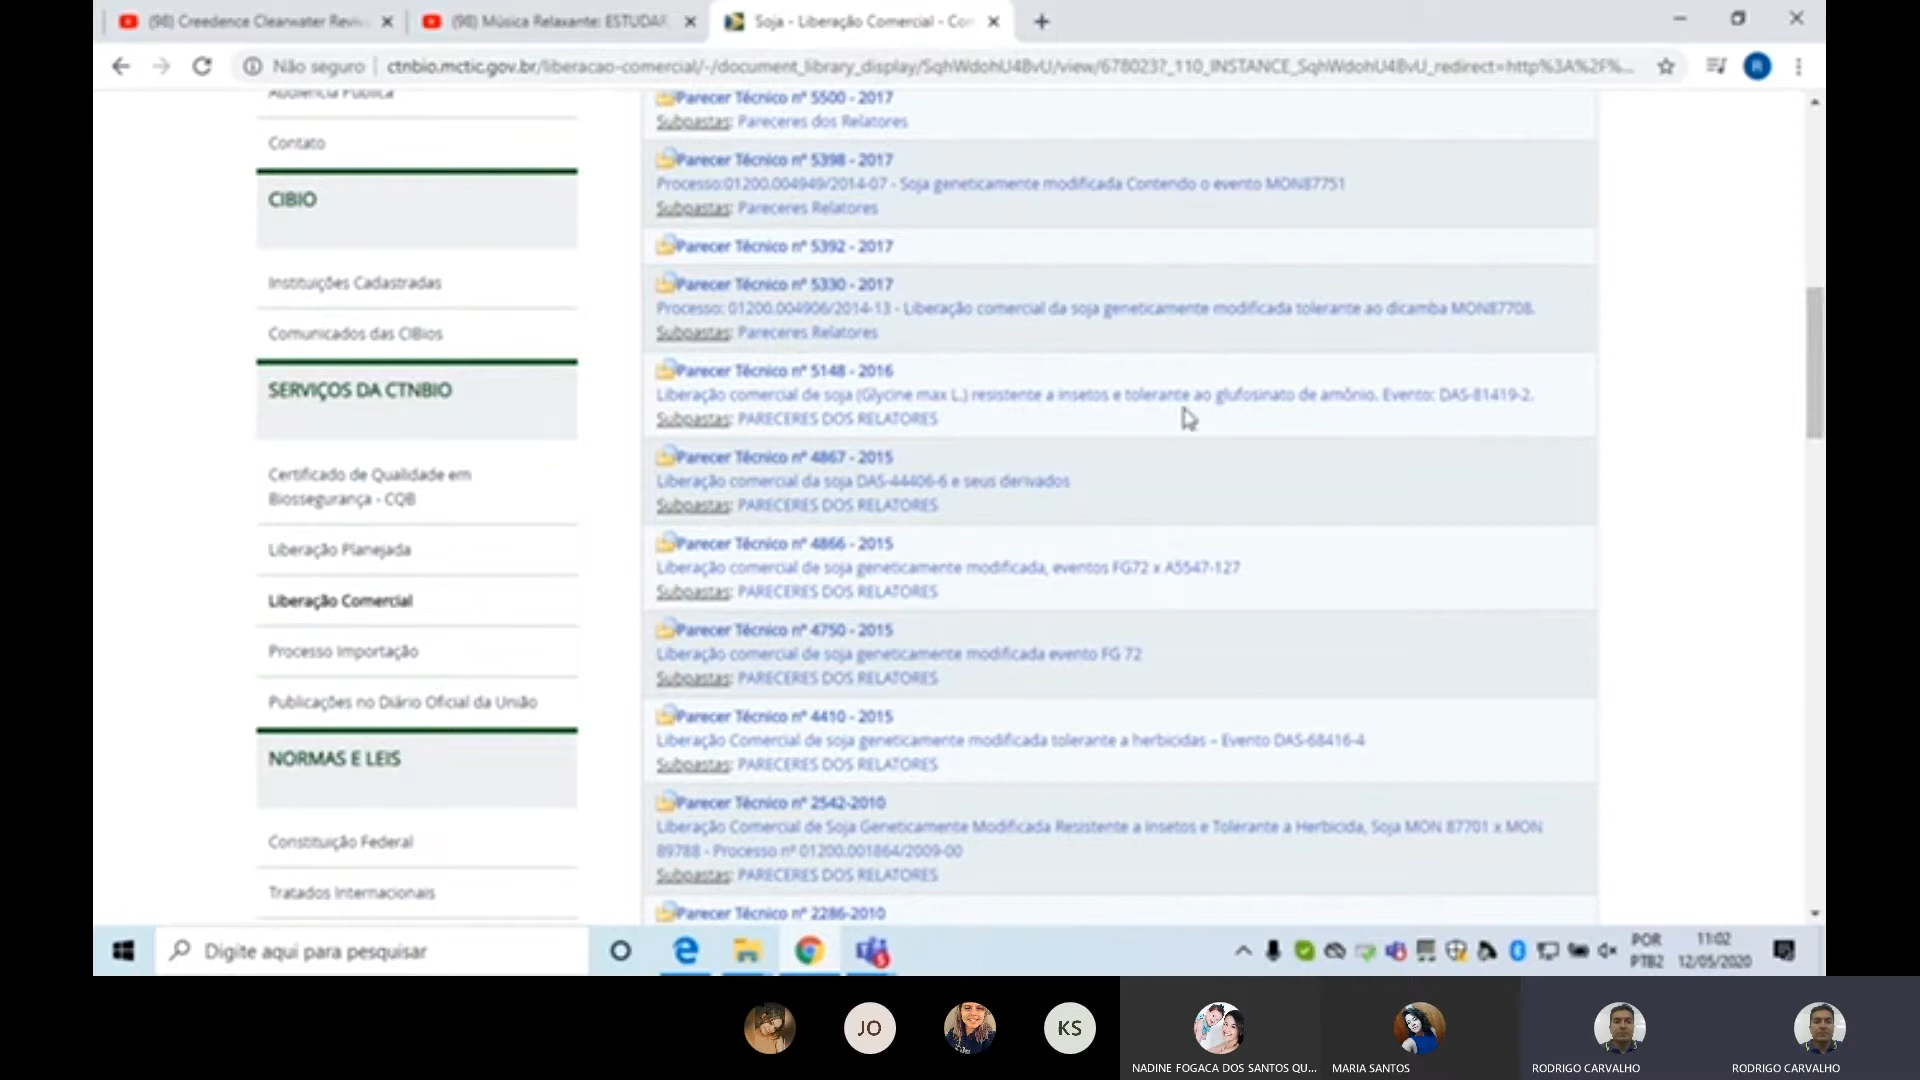 (98) Creedence Clearwater Reviv
(98) Música Relaxante: ESTUDAR
Soja - Liberação Comercial - Con
Não seguro
ctnbio.mctic.gov.br/liberacao-comercial/-/document_library_display/SqhWdohU4BvU/view/678023?_110_INSTANCE_SqhWdohU4BvU_redirect=http%3A%2F%...
R
Audiência Pública
Contato
CIBIO
Instituições Cadastradas
Comunicados das CIBios
SERVIÇOS DA CTNBIO
Certificado de Qualidade em
Biossegurança - CQB
Liberação Planejada
Liberação Comercial
Processo Importação
Publicações no Diário Oficial da União
NORMAS E LEIS
Constituição Federal
Tratados Internacionais
Parecer Técnico nº 5500 - 2017
Subpastas: Pareceres dos Relatores
Parecer Técnico nº 5398 - 2017
Processo:01200.004949/2014-07 - Soja geneticamente modificada Contendo o evento MON87751
Subpastas: Pareceres Relatores
Parecer Técnico nº 5392 - 2017
Parecer Técnico nº 5330 - 2017
Processo: 01200.004906/2014-13 - Liberação comercial da soja geneticamente modificada tolerante ao dicamba MON87708.
Subpastas: Pareceres Relatores
Parecer Técnico nº 5148 - 2016
Liberação comercial de soja (Glycine max L.) resistente a insetos e tolerante ao glufosinato de amônio. Evento: DAS-81419-2.
Subpastas: PARECERES DOS RELATORES
Parecer Técnico nº 4867 - 2015
Liberação comercial da soja DAS-44406-6 e seus derivados
Subpastas: PARECERES DOS RELATORES
Parecer Técnico nº 4866 - 2015
Liberação comercial de soja geneticamente modificada, eventos FG72 x A5547-127
Subpastas: PARECERES DOS RELATORES
Parecer Técnico nº 4750 - 2015
Liberação comercial de soja geneticamente modificada evento FG 72
Subpastas: PARECERES DOS RELATORES
Parecer Técnico nº 4410 - 2015
Liberação Comercial de soja geneticamente modificada tolerante a herbicidas – Evento DAS-68416-4
Subpastas: PARECERES DOS RELATORES
Parecer Técnico nº 2542-2010
Liberação Comercial de Soja Geneticamente Modificada Resistente a Insetos e Tolerante a Herbicida, Soja MON 87701 x MON
89788 - Processo nº 01200.001864/2009-00
Subpastas: PARECERES DOS RELATORES
Parecer Técnico nº 2286-2010
Digite aqui para pesquisar
POR
PTB2
11:02
12/05/2020
JO
KS
NADINE FOGACA DOS SANTOS QU...
MARIA SANTOS
RODRIGO CARVALHO
RODRIGO CARVALHO